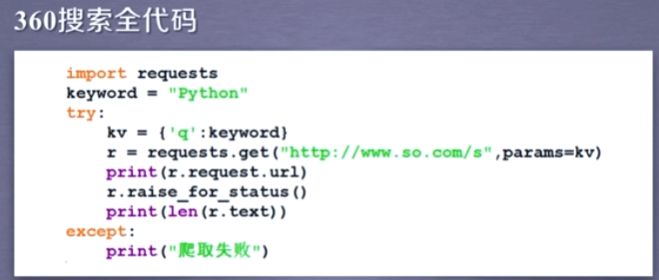 360搜索全代码
import requests
keyword = "Python"
try:
    kv = {'q':keyword}
    r = requests.get("http://www.so.com/s",params=kv)
    print(r.request.url)
    r.raise_for_status()
    print(len(r.text))
except:
    print("爬取失败")